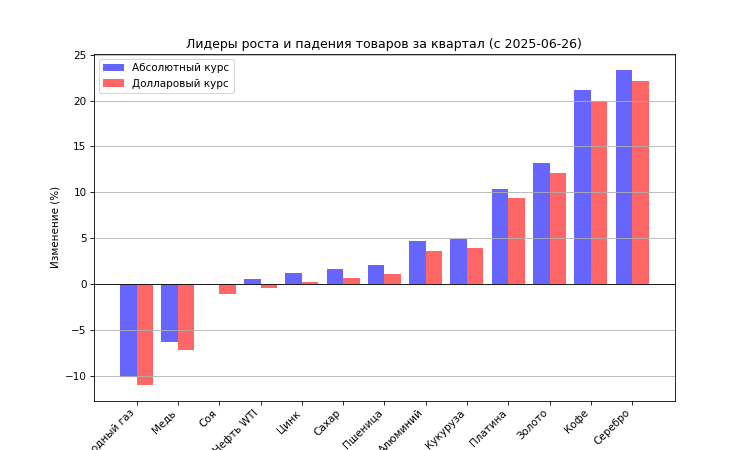 Лидеры роста и падения товаров за квартал (с 2025-06-26)
Абсолютный курс
Долларовый курс
Изменение (%)
25
20
15
10
5
0
−5
−10
одный газ
Медь
Соя
Нефть WTI
Цинк
Сахар
Пшеница
Алюминий
Кукуруза
Платина
Золото
Кофе
Серебро